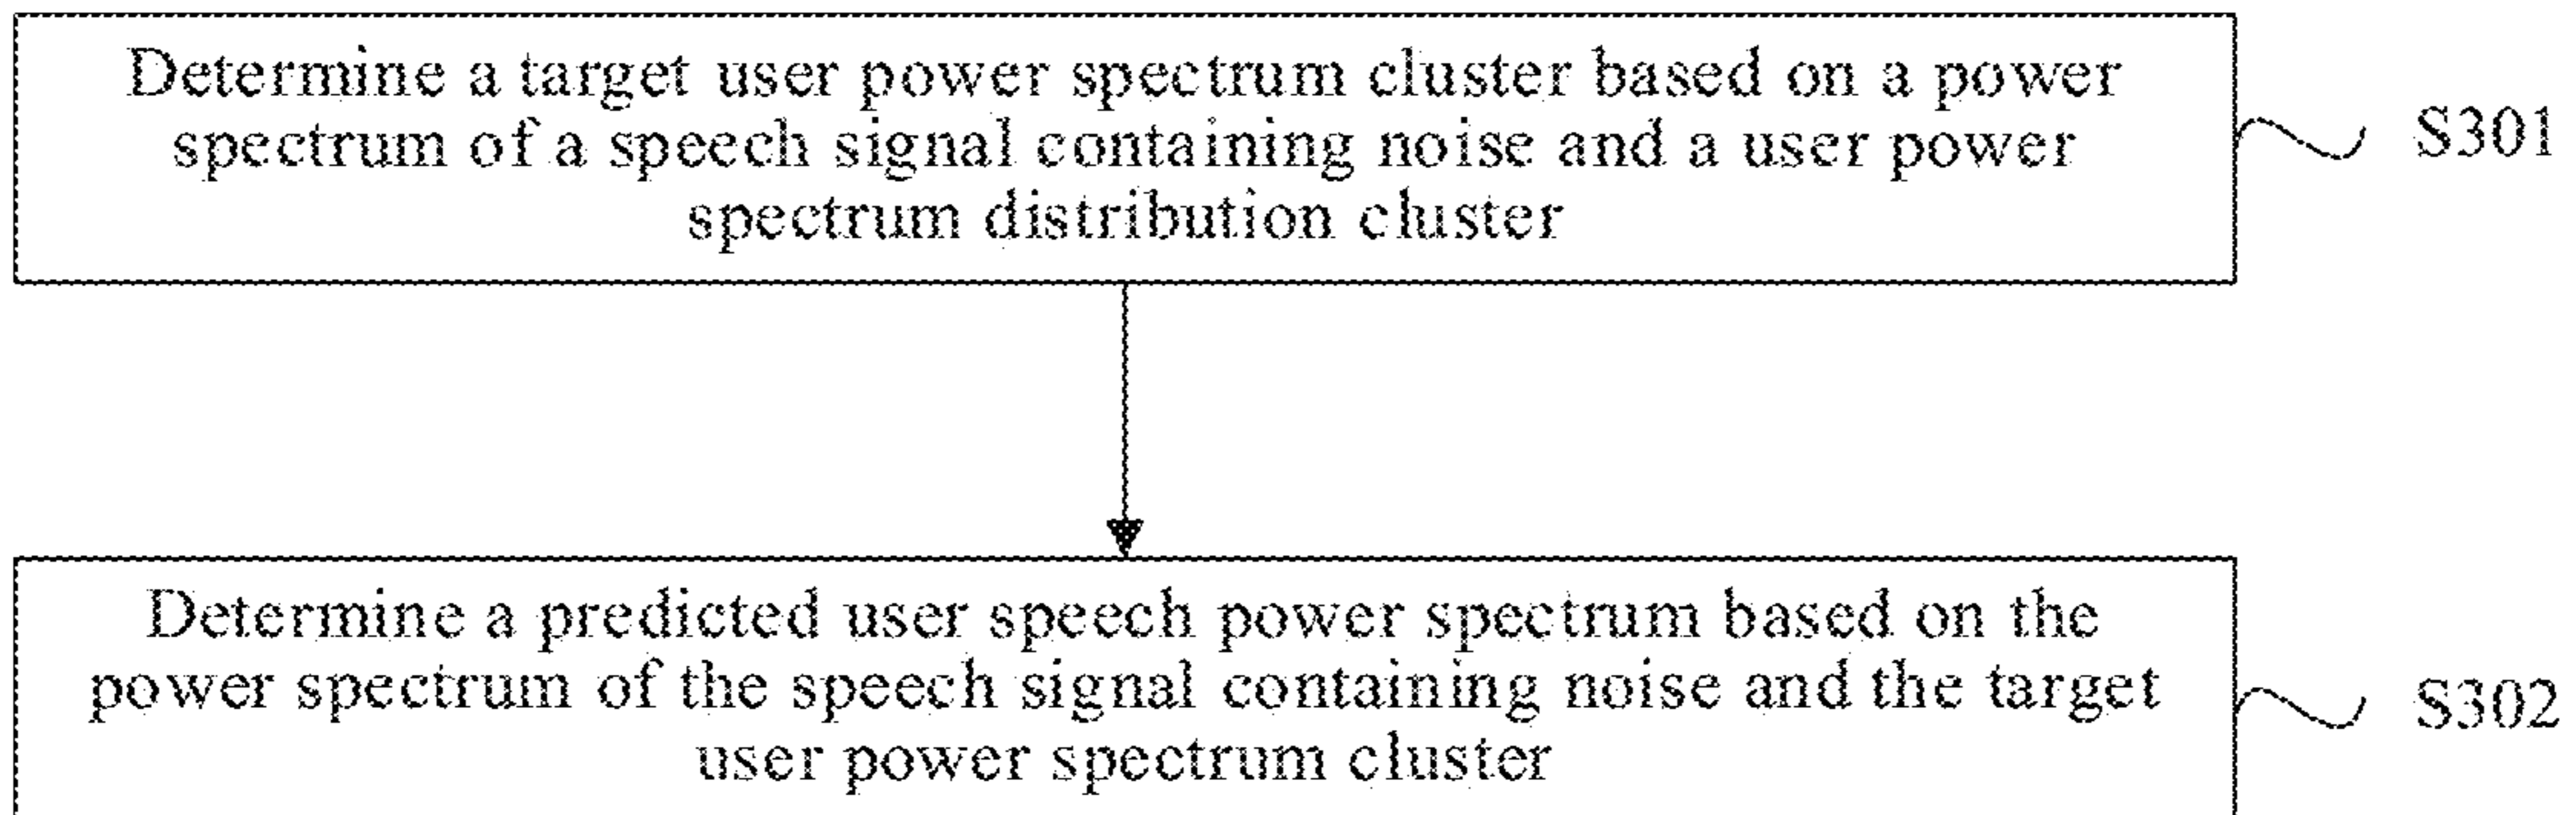 Determine a target user power spectrum cluster based on a power
spectrum of a speech signal containing noise and a user power
spectrum distribution cluster
S301
Determine a predicted user speech power spectrum based on the
power spectrum of the speech signal containing noise and the target
user power spectrum cluster
S302